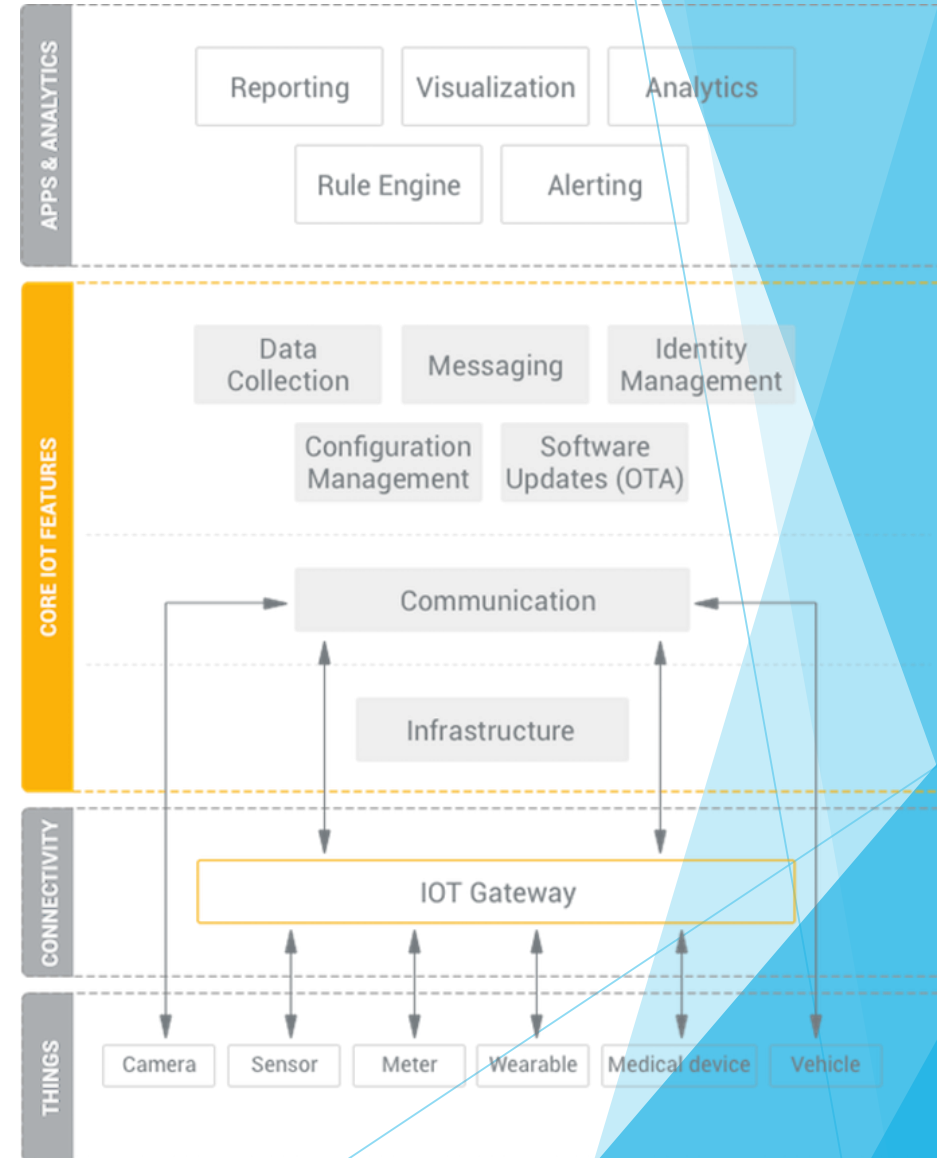 APPS & ANALYTICS
Reporting
Visualization
Analytics
Rule Engine
Alerting
CORE IOT FEATURES
Data
Collection
Messaging
Identity
Management
Configuration
Management
Software
Updates (OTA)
Communication
Infrastructure
CONNECTIVITY
IOT Gateway
THINGS
Camera
Sensor
Meter
Wearable
Medical device
Vehicle